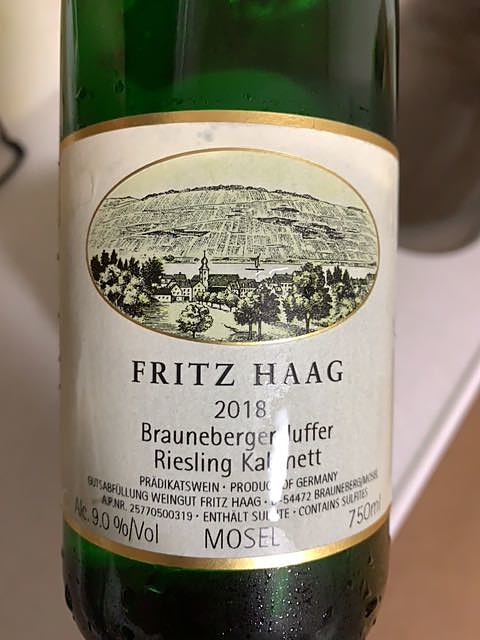 FRITZ HAAG
2018
Brauneberger Juffer
Riesling Kabinett
PRÄDIKATSWEIN · PRODUCT OF GERMANY
GUTSABFÜLLUNG WEINGUT FRITZ HAAG · D-54472 BRAUNEBERG/MOSEL
A.P.NR. 25770500319 · ENTHÄLT SULFITE · CONTAINS SULFITES
Alc. 9.0 %/Vol MOSEL 750ml